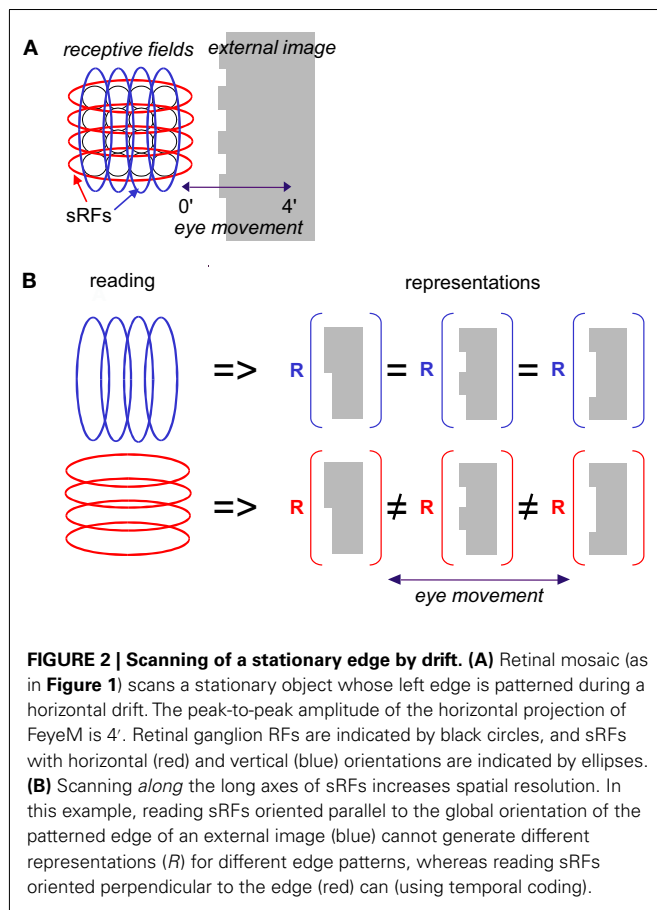 A
receptive fields external image
sRFs
0' 4'
eye movement
B reading representations
=> R = R = R
=> R ≠ R ≠ R
eye movement
FIGURE 2 | Scanning of a stationary edge by drift. (A) Retinal mosaic (as
in Figure 1) scans a stationary object whose left edge is patterned during a
horizontal drift. The peak-to-peak amplitude of the horizontal projection of
FeyeM is 4′. Retinal ganglion RFs are indicated by black circles, and sRFs
with horizontal (red) and vertical (blue) orientations are indicated by ellipses.
(B) Scanning along the long axes of sRFs increases spatial resolution. In
this example, reading sRFs oriented parallel to the global orientation of the
patterned edge of an external image (blue) cannot generate different
representations (R) for different edge patterns, whereas reading sRFs
oriented perpendicular to the edge (red) can (using temporal coding).